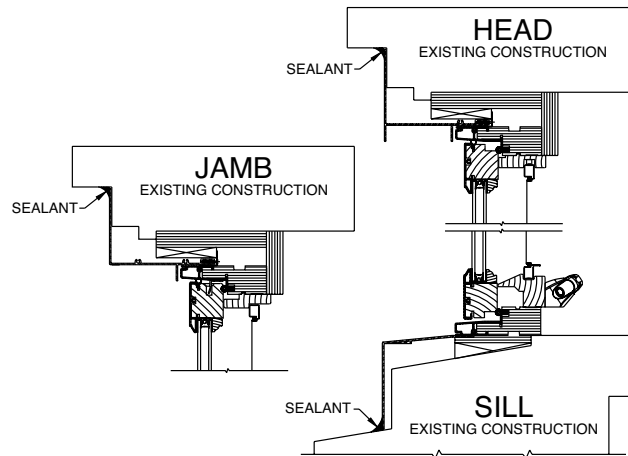 HEAD
EXISTING CONSTRUCTION
SEALANT
JAMB
EXISTING CONSTRUCTION
SEALANT
SEALANT
SILL
EXISTING CONSTRUCTION